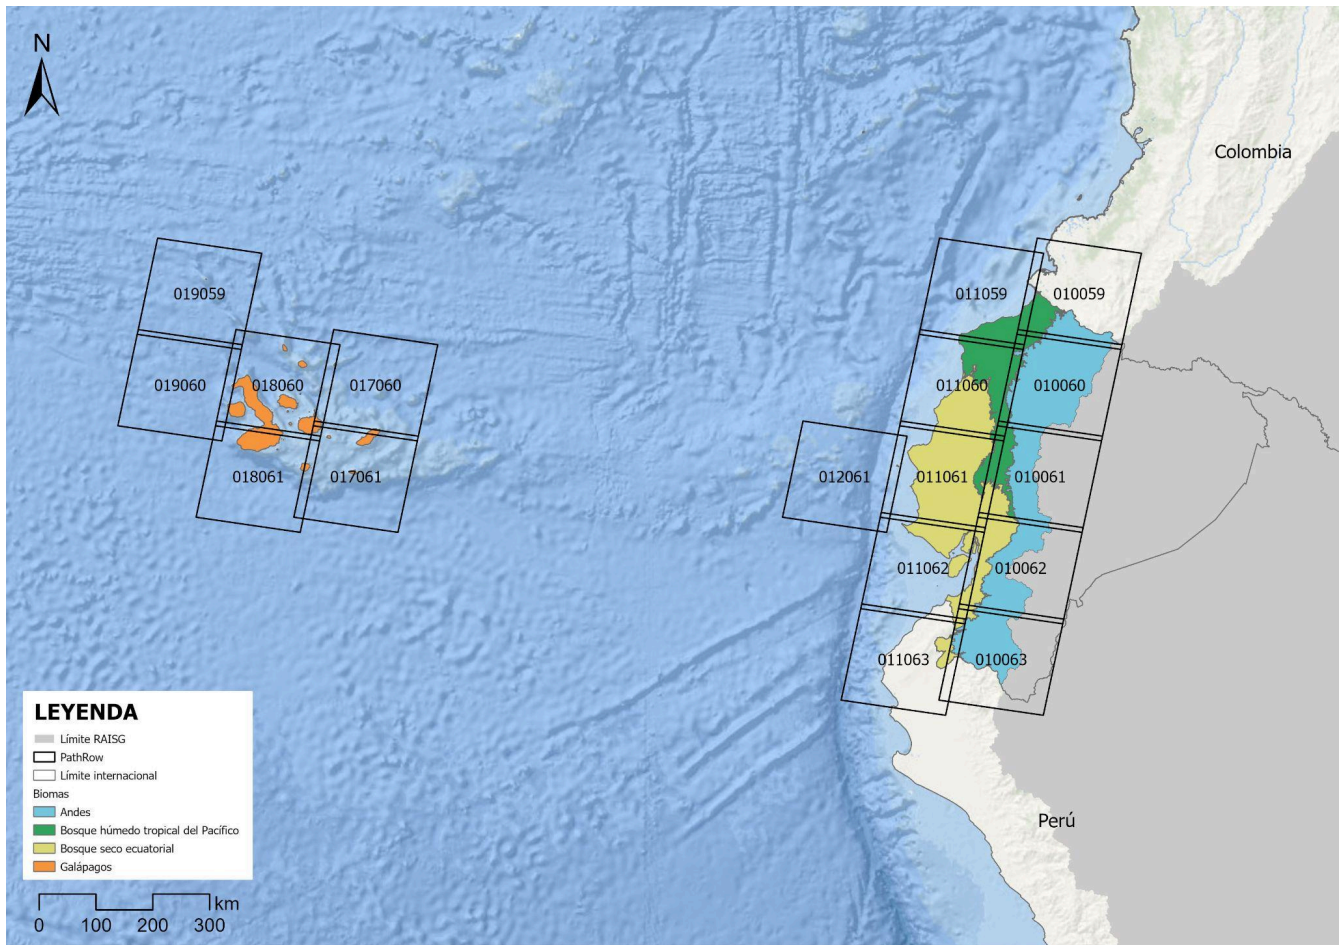 N
Colombia
019059
011059
010059
019060
018060
017060
011060
010060
018061
017061
012061
011061
010061
011062
010062
011063
010063
Perú
LEYENDA
Límite RAISG
PathRow
Límite internacional
Biomas
Andes
Bosque húmedo tropical del Pacífico
Bosque seco ecuatorial
Galápagos
km
0 100 200 300